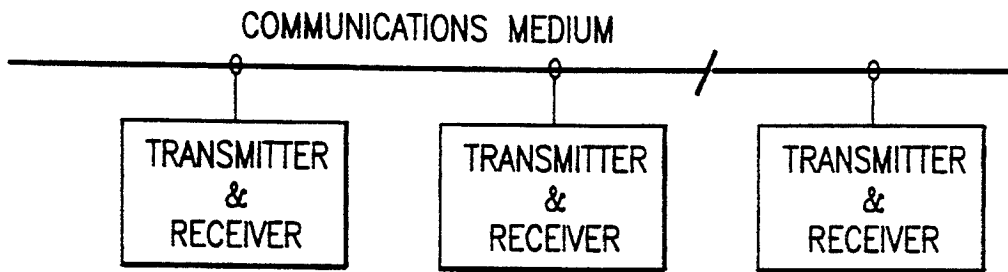 COMMUNICATIONS MEDIUM
TRANSMITTER
&
RECEIVER
TRANSMITTER
&
RECEIVER
TRANSMITTER
&
RECEIVER